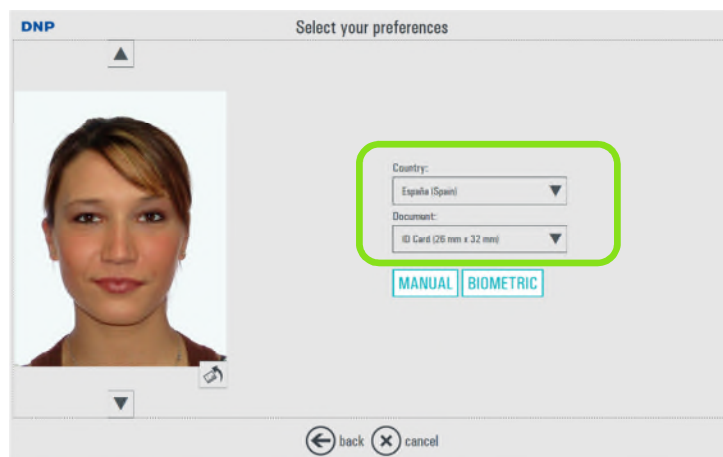 DNP
Select your preferences
Country:
España (Spain)
Document:
ID Card (26 mm x 32 mm)
MANUAL BIOMETRIC
back cancel